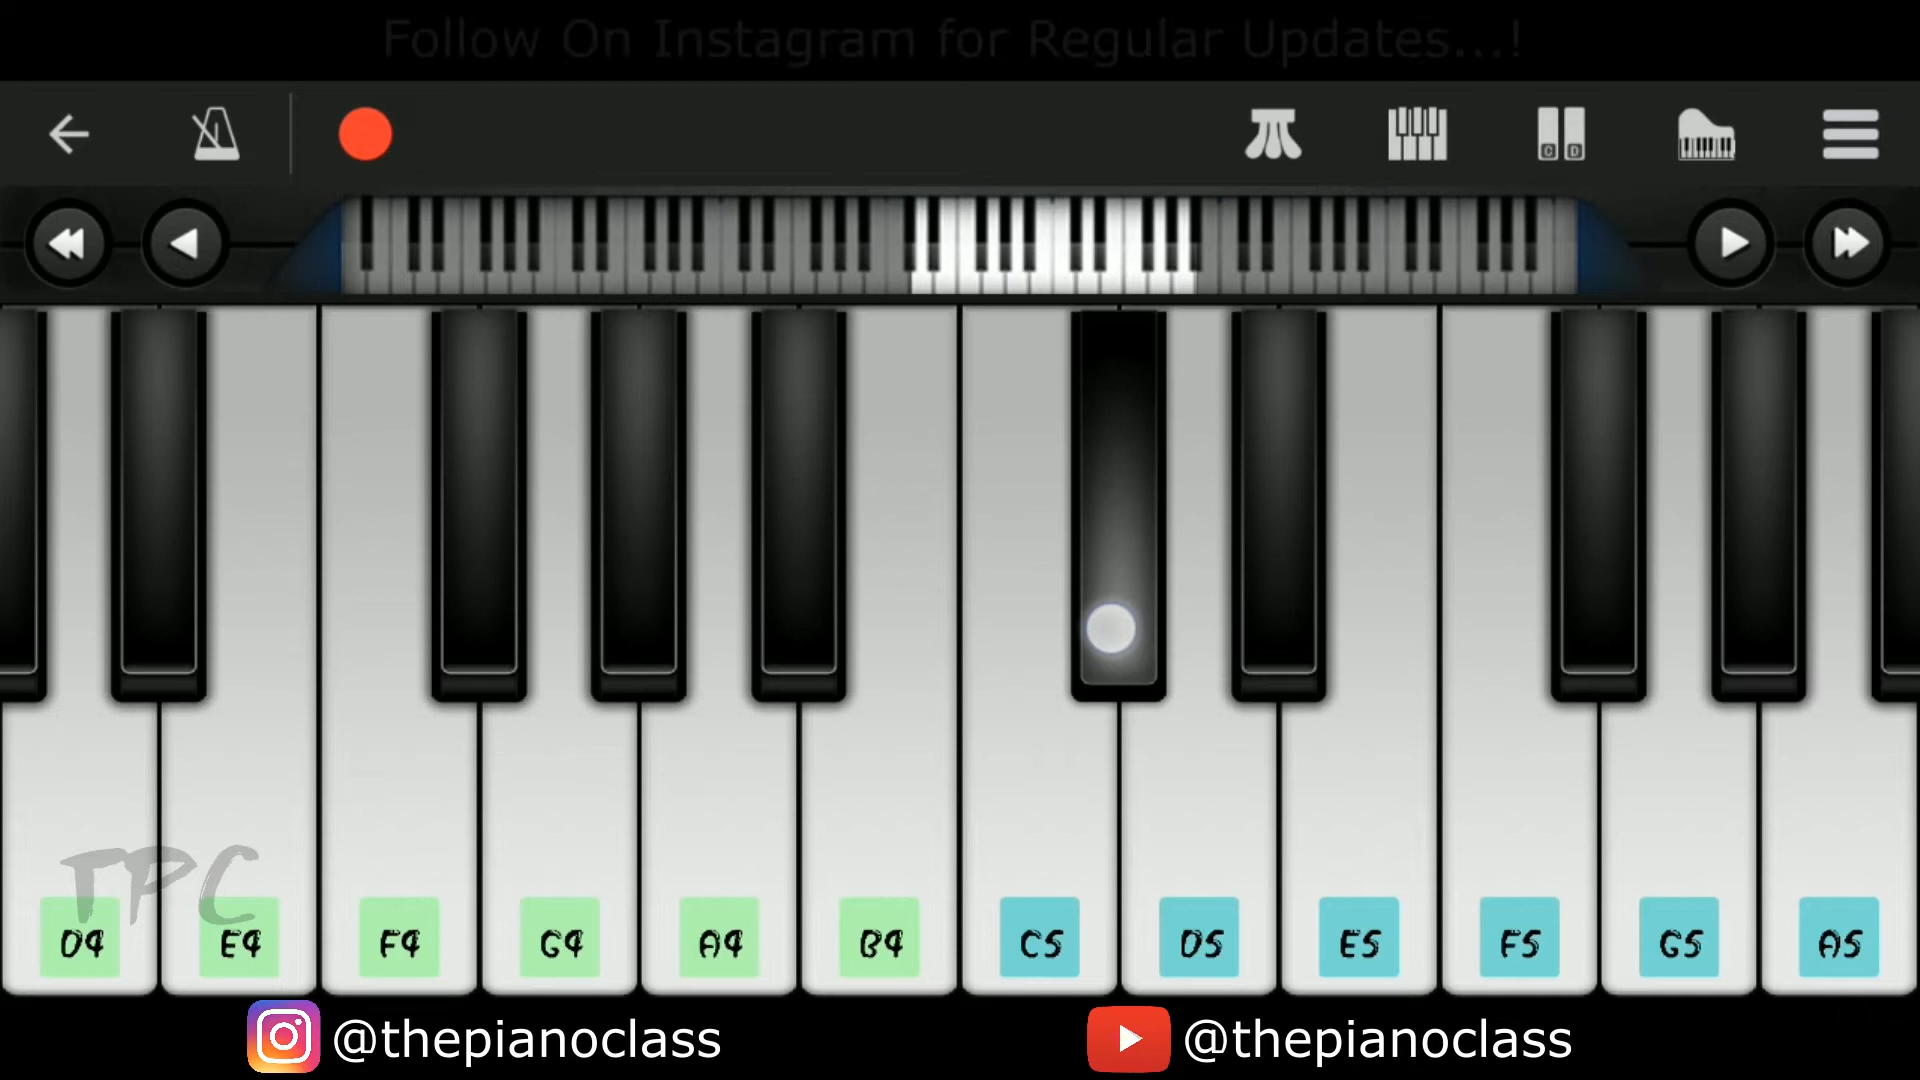 Follow On Instagram for Regular Updates...!
C D
TPC
D4 E4 F4 G4 A4 B4 C5 D5 E5 F5 G5 A5
@thepianoclass @thepianoclass